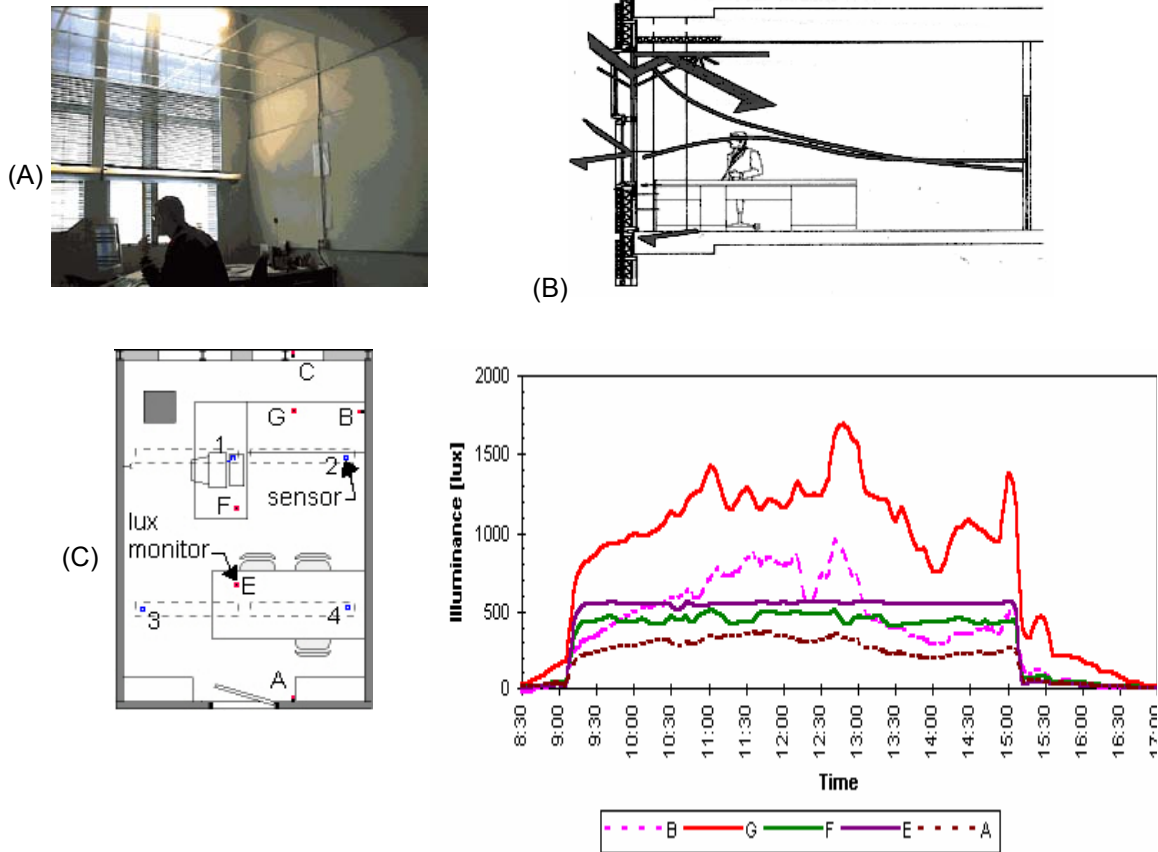 (A)
(B)
(C)
C
G
B
1
2
sensor
F
lux
monitor
E
3
4
A
2000
1500
1000
500
0
Illuminance [lux]
8:30
9:00
9:30
10:00
10:30
11:00
11:30
12:00
12:30
13:00
13:30
14:00
14:30
15:00
15:30
16:00
16:30
17:00
Time
B G F E A